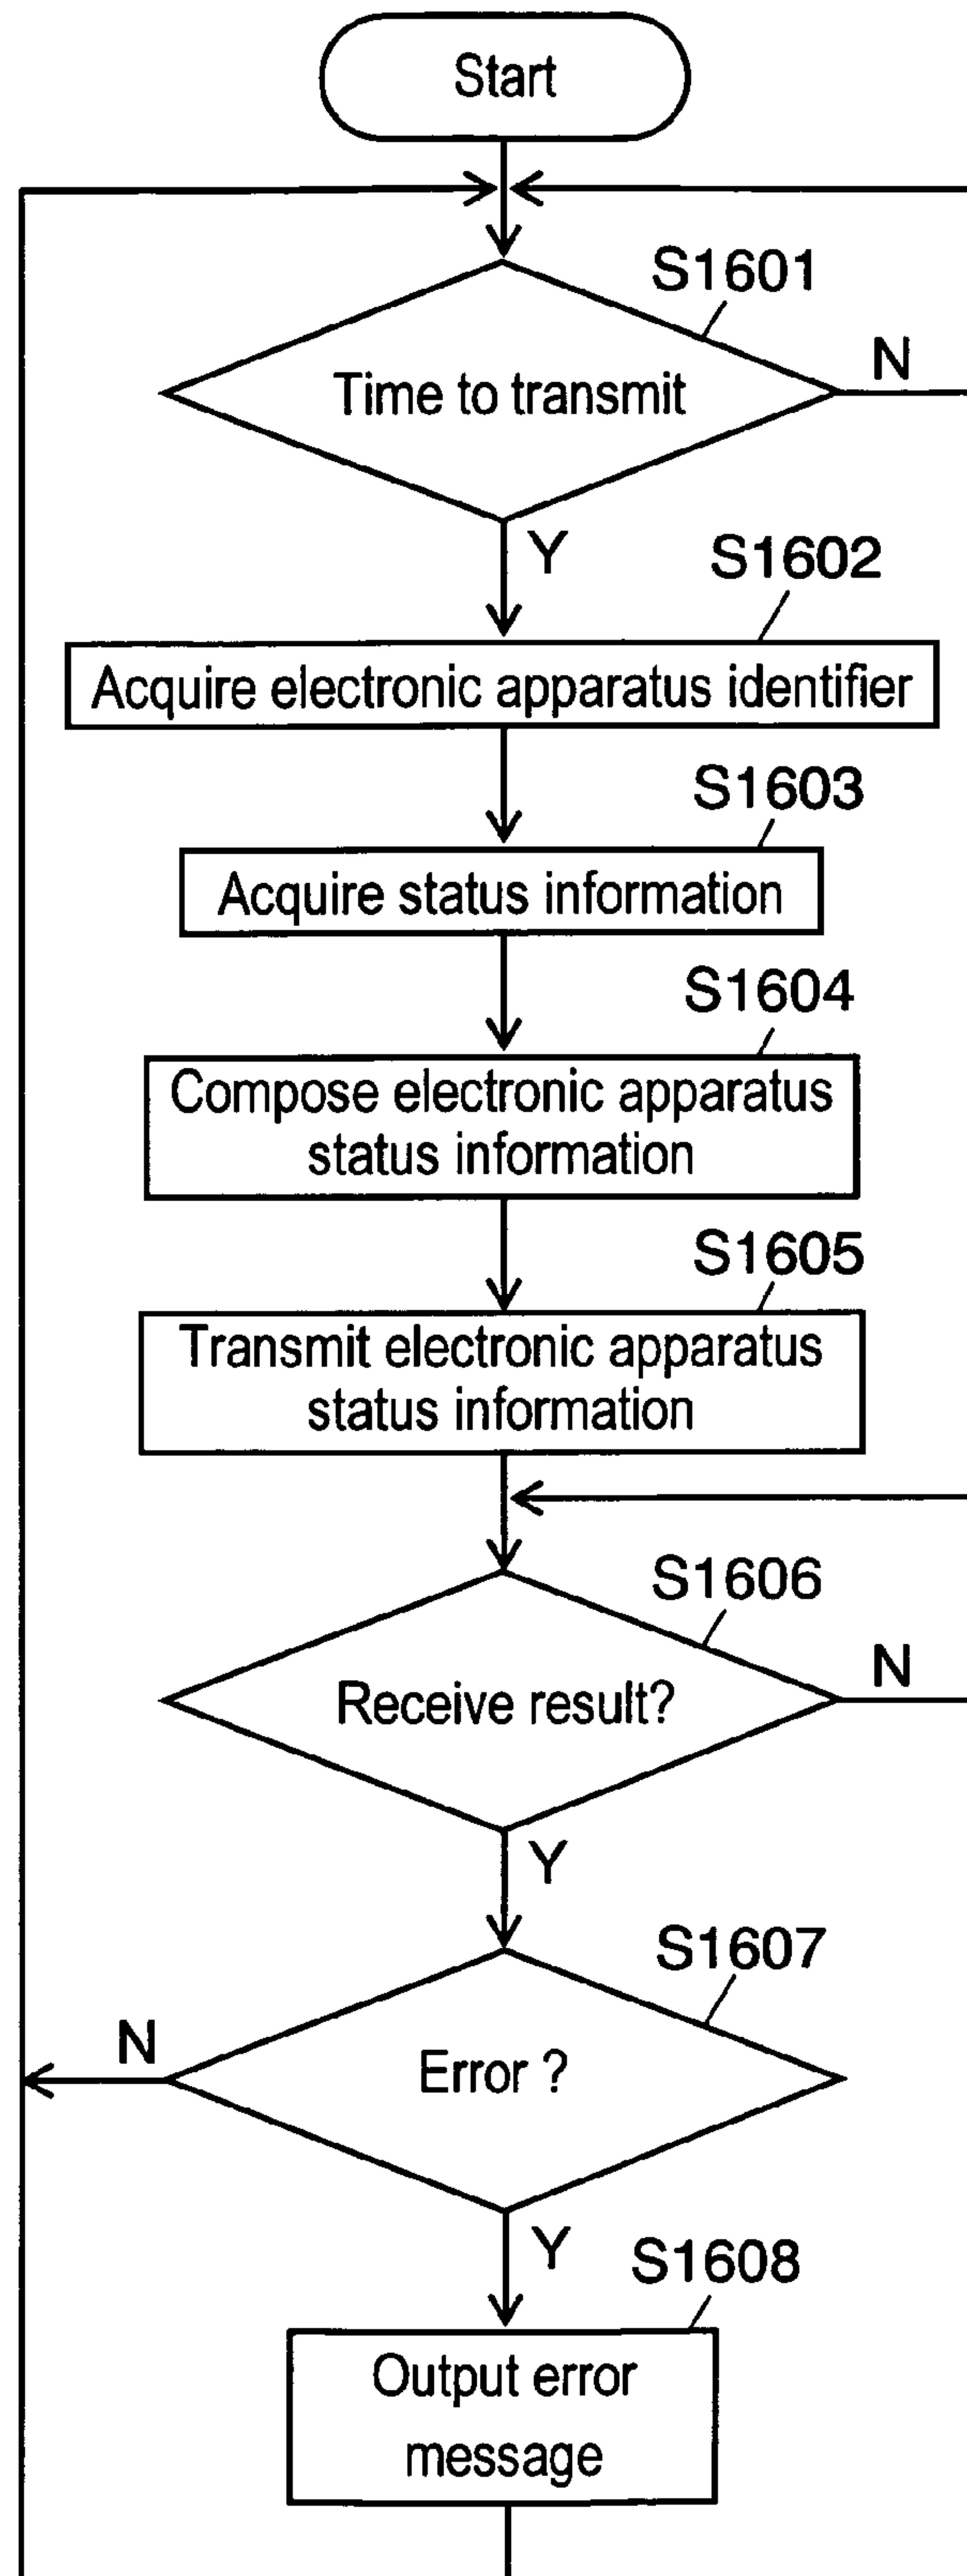 Start
S1601
Time to transmit
N
Y
S1602
Acquire electronic apparatus identifier
S1603
Acquire status information
S1604
Compose electronic apparatus
status information
S1605
Transmit electronic apparatus
status information
S1606
Receive result?
N
Y
S1607
N
Error ?
Y
S1608
Output error
message